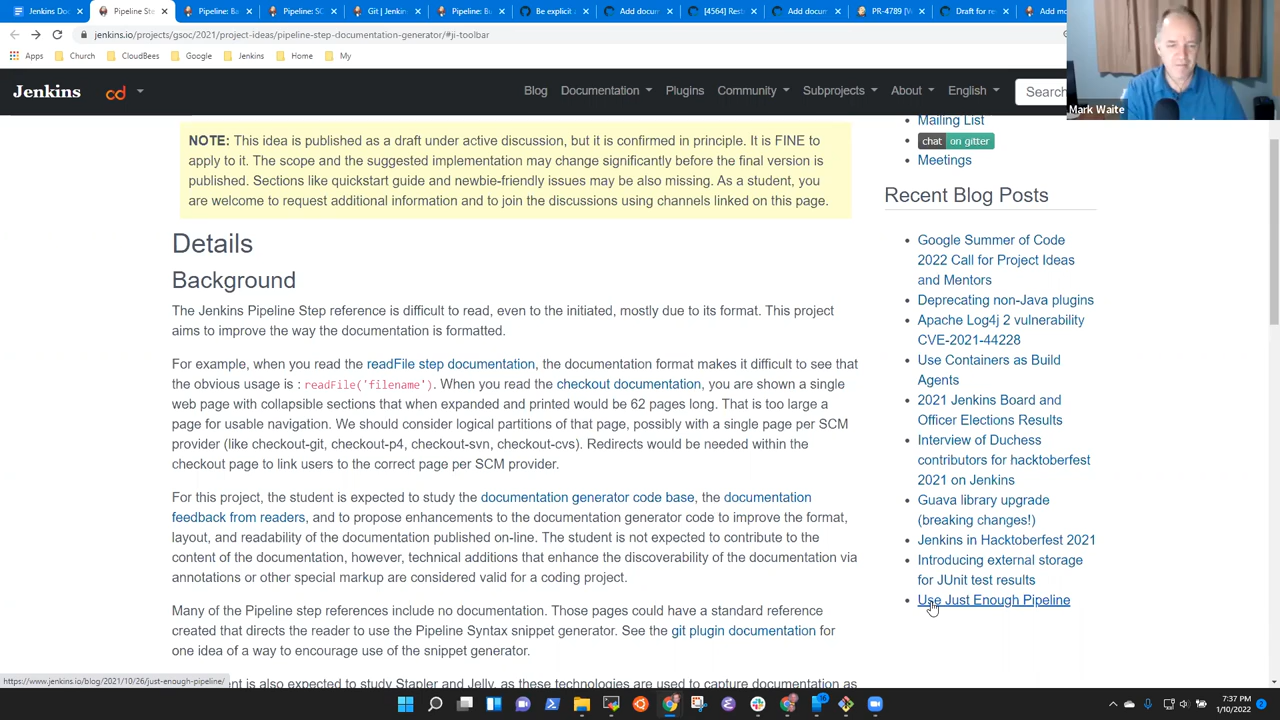 Jenkins Do
Pipeline Ste
Pipeline: Ba
Pipeline: SC
Git | Jenkin
Pipeline: Bu
Be explicit
Add docum
[4564] Rest
Add docum
PR-4789 [W
Draft for re
Add mo
jenkins.io/projects/gsoc/2021/project-ideas/pipeline-step-documentation-generator/#ji-toolbar
Apps Church CloudBees Google Jenkins Home My
Jenkins cd Blog Documentation Plugins Community Subprojects About English Search
Mark Waite
NOTE: This idea is published as a draft under active discussion, but it is confirmed in principle. It is FINE to
apply to it. The scope and the suggested implementation may change significantly before the final version is
published. Sections like quickstart guide and newbie-friendly issues may be also missing. As a student, you
are welcome to request additional information and to join the discussions using channels linked on this page.
Details
Background
The Jenkins Pipeline Step reference is difficult to read, even to the initiated, mostly due to its format. This project
aims to improve the way the documentation is formatted.
For example, when you read the readFile step documentation, the documentation format makes it difficult to see that
the obvious usage is : readFile('filename'). When you read the checkout documentation, you are shown a single
web page with collapsible sections that when expanded and printed would be 62 pages long. That is too large a
page for usable navigation. We should consider logical partitions of that page, possibly with a single page per SCM
provider (like checkout-git, checkout-p4, checkout-svn, checkout-cvs). Redirects would be needed within the
checkout page to link users to the correct page per SCM provider.
For this project, the student is expected to study the documentation generator code base, the documentation
feedback from readers, and to propose enhancements to the documentation generator code to improve the format,
layout, and readability of the documentation published on-line. The student is not expected to contribute to the
content of the documentation, however, technical additions that enhance the discoverability of the documentation via
annotations or other special markup are considered valid for a coding project.
Many of the Pipeline step references include no documentation. Those pages could have a standard reference
created that directs the reader to use the Pipeline Syntax snippet generator. See the git plugin documentation for
one idea of a way to encourage use of the snippet generator.
nt is also expected to study Stapler and Jelly, as these technologies are used to capture documentation as
Mailing List
chat on gitter
Meetings
Recent Blog Posts
Google Summer of Code
2022 Call for Project Ideas
and Mentors
Deprecating non-Java plugins
Apache Log4j 2 vulnerability
CVE-2021-44228
Use Containers as Build
Agents
2021 Jenkins Board and
Officer Elections Results
Interview of Duchess
contributors for hacktoberfest
2021 on Jenkins
Guava library upgrade
(breaking changes!)
Jenkins in Hacktoberfest 2021
Introducing external storage
for JUnit test results
Use Just Enough Pipeline
https://www.jenkins.io/blog/2021/10/26/just-enough-pipeline/
7:37 PM
1/10/2022